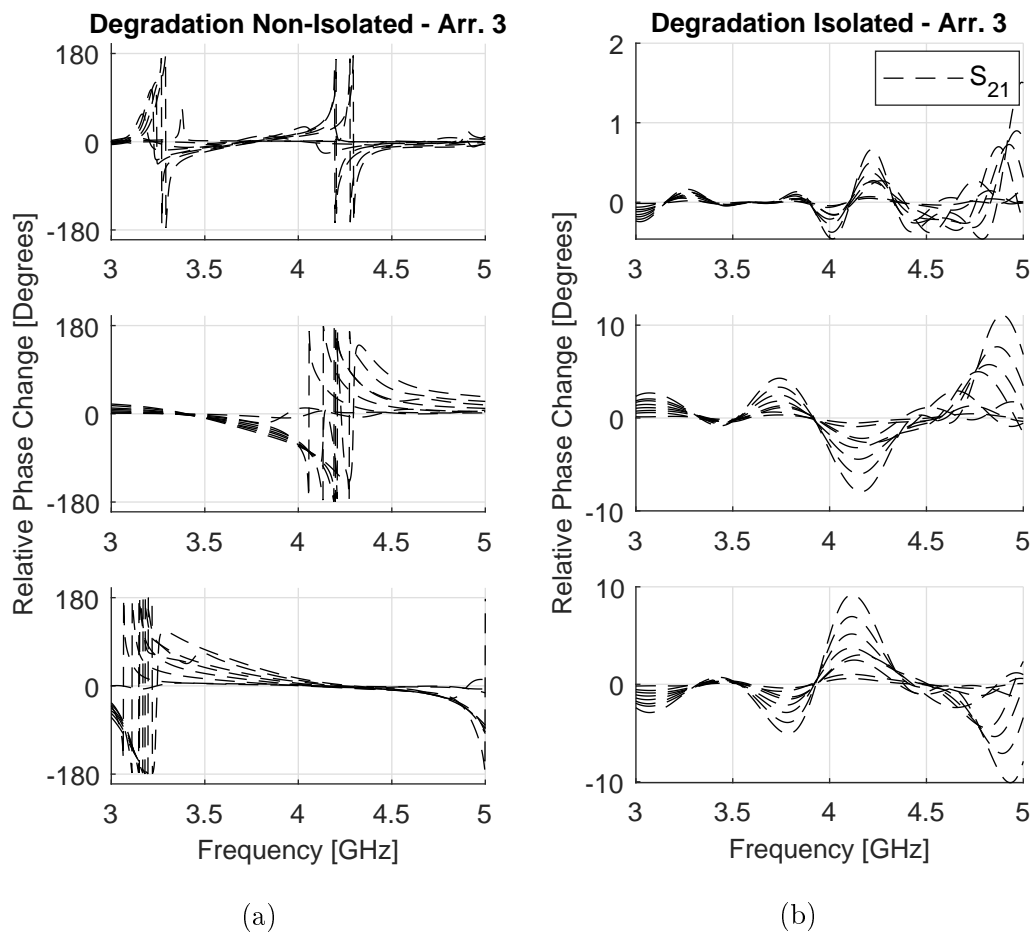 Degradation Non-Isolated - Arr. 3
Relative Phase Change [Degrees]
180
0
-180
3 3.5 4 4.5 5
180
0
-180
3 3.5 4 4.5 5
180
0
-180
3 3.5 4 4.5 5
Frequency [GHz]
(a)
Degradation Isolated - Arr. 3
S21
Relative Phase Change [Degrees]
2
1
0
3 3.5 4 4.5 5
10
0
-10
3 3.5 4 4.5 5
10
0
-10
3 3.5 4 4.5 5
Frequency [GHz]
(b)